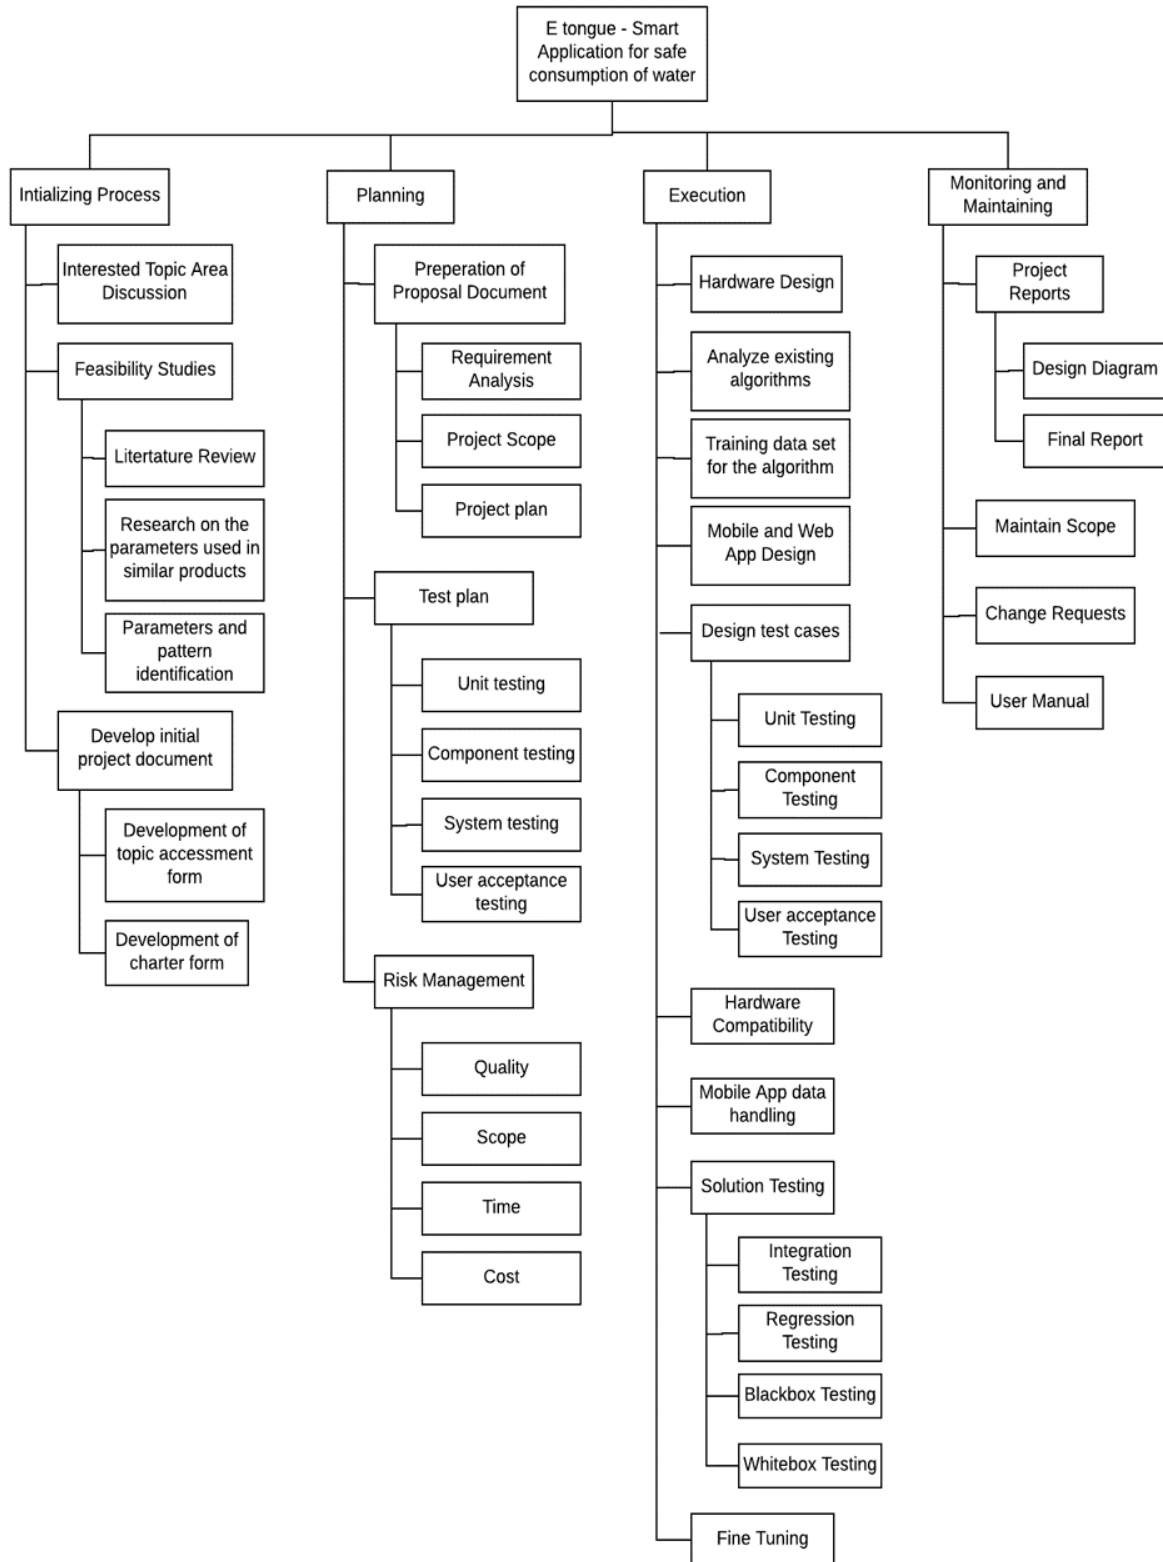 E tongue - Smart
Application for safe
consumption of water
Intializing Process
Interested Topic Area
Discussion
Feasibility Studies
Litertature Review
Research on the
parameters used in
similar products
Parameters and
pattern
identification
Develop initial
project document
Development of
topic accessment
form
Development of
charter form
Planning
Preperation of
Proposal Document
Requirement
Analysis
Project Scope
Project plan
Test plan
Unit testing
Component testing
System testing
User acceptance
testing
Risk Management
Quality
Scope
Time
Cost
Execution
Hardware Design
Analyze existing
algorithms
Training data set
for the algorithm
Mobile and Web
App Design
Design test cases
Unit Testing
Component
Testing
System Testing
User acceptance
Testing
Hardware
Compatibility
Mobile App data
handling
Solution Testing
Integration
Testing
Regression
Testing
Blackbox Testing
Whitebox Testing
Fine Tuning
Monitoring and
Maintaining
Project
Reports
Design Diagram
Final Report
Maintain Scope
Change Requests
User Manual